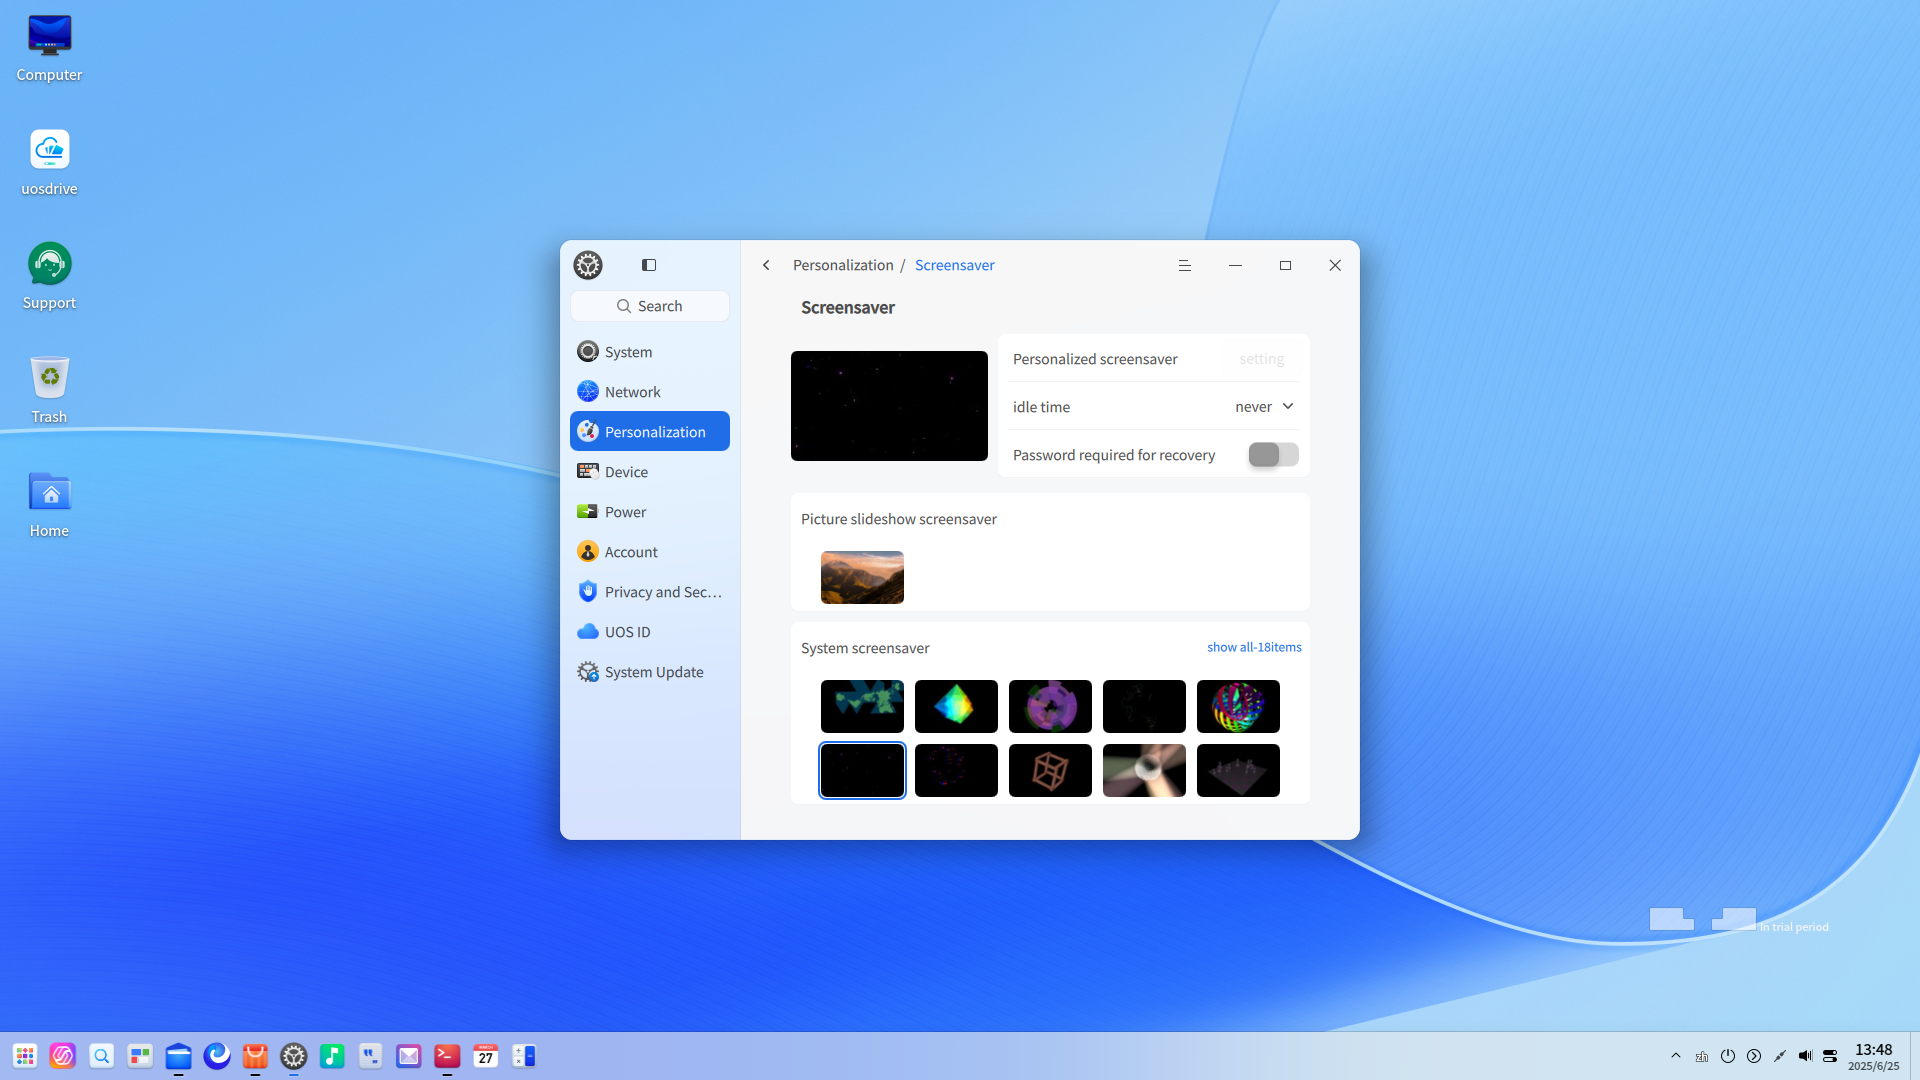 Computer
uosdrive
Support
Trash
Home
Personalization / Screensaver
Search
System
Network
Personalization
Device
Power
Account
Privacy and Sec...
UOS ID
System Update
Screensaver
Personalized screensaver setting
idle time never
Password required for recovery
Picture slideshow screensaver
System screensaver show all-18items
In trial period
MARCH
27
zh
13:48
2025/6/25